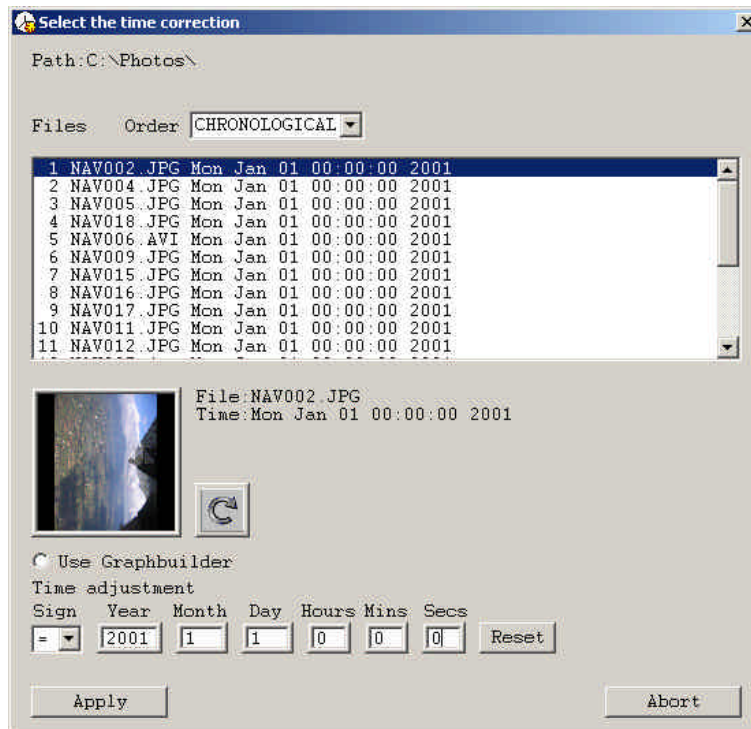 Select the time correction
Path:C:\Photos\
Files Order CHRONOLOGICAL
1 NAV002.JPG Mon Jan 01 00:00:00 2001
2 NAV004.JPG Mon Jan 01 00:00:00 2001
3 NAV005.JPG Mon Jan 01 00:00:00 2001
4 NAV018.JPG Mon Jan 01 00:00:00 2001
5 NAV006.AVI Mon Jan 01 00:00:00 2001
6 NAV009.JPG Mon Jan 01 00:00:00 2001
7 NAV015.JPG Mon Jan 01 00:00:00 2001
8 NAV016.JPG Mon Jan 01 00:00:00 2001
9 NAV017.JPG Mon Jan 01 00:00:00 2001
10 NAV011.JPG Mon Jan 01 00:00:00 2001
11 NAV012.JPG Mon Jan 01 00:00:00 2001
File:NAV002.JPG
Time:Mon Jan 01 00:00:00 2001
Use Graphbuilder
Time adjustment
Sign Year Month Day Hours Mins Secs
= 2001 1 1 0 0 0 Reset
Apply Abort